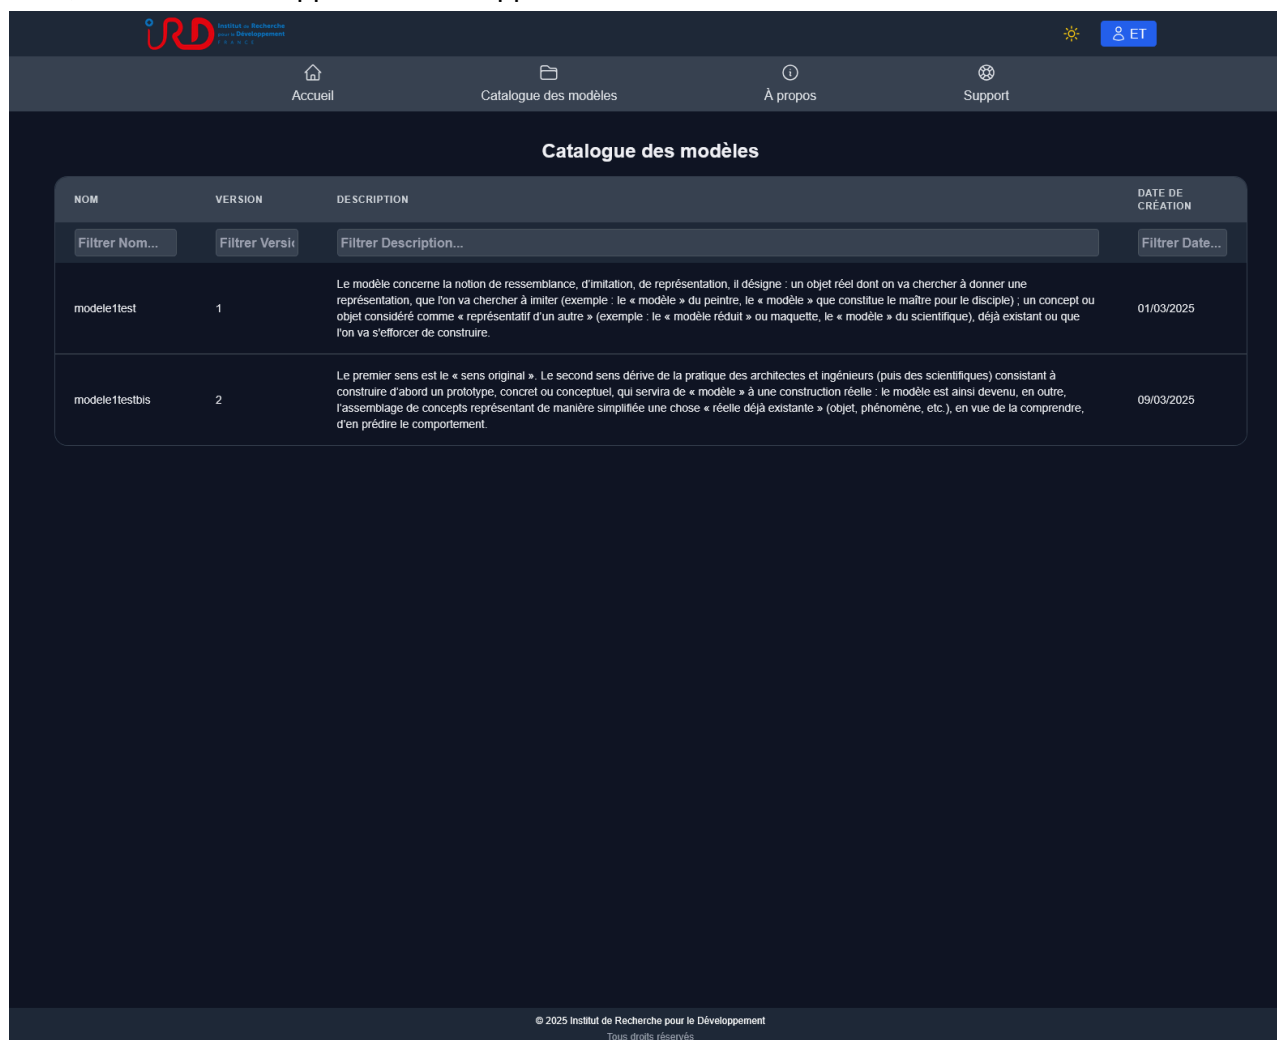 Institut de Recherche
pour le Développement
FRANCE
ET
Accueil
Catalogue des modèles
À propos
Support
Catalogue des modèles
NOM
VERSION
DESCRIPTION
DATE DE
CRÉATION
Filtrer Nom...
Filtrer Versi
Filtrer Description...
Filtrer Date...
modele1test
1
Le modèle concerne la notion de ressemblance, d'imitation, de représentation, il désigne : un objet réel dont on va chercher à donner une
représentation, que l'on va chercher à imiter (exemple : le « modèle » du peintre, le « modèle » que constitue le maître pour le disciple) ; un concept ou
objet considéré comme « représentatif d'un autre » (exemple : le « modèle réduit » ou maquette, le « modèle » du scientifique), déjà existant ou que
l'on va s'efforcer de construire.
01/03/2025
modele1testbis
2
Le premier sens est le « sens original ». Le second sens dérive de la pratique des architectes et ingénieurs (puis des scientifiques) consistant à
construire d'abord un prototype, concret ou conceptuel, qui servira de « modèle » à une construction réelle : le modèle est ainsi devenu, en outre,
l'assemblage de concepts représentant de manière simplifiée une chose « réelle déjà existante » (objet, phénomène, etc.), en vue de la comprendre,
d'en prédire le comportement.
09/03/2025
© 2025 Institut de Recherche pour le Développement
Tous droits réservés